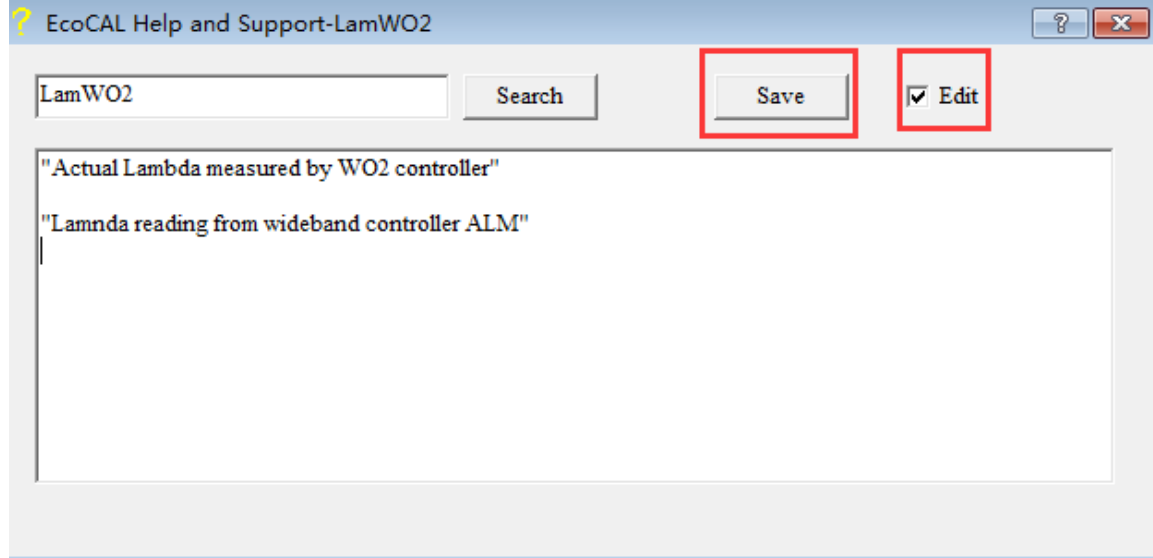 EcoCAL Help and Support-LamWO2
LamWO2
Search
Save
Edit
"Actual Lambda measured by WO2 controller"
"Lamnda reading from wideband controller ALM"